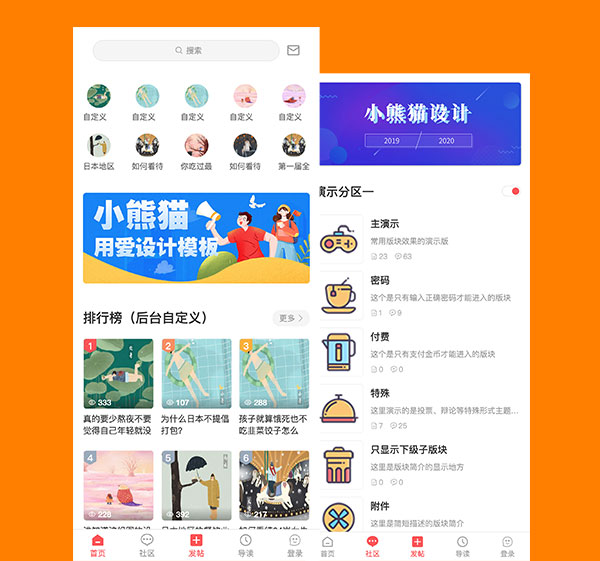 搜索
自定义
自定义
自定义
自定义
自定义
日本地区
如何看待
你吃过最
如何看待
第一届全
小熊猫
用爱设计模板
排行榜（后台自定义）
更多
1
333
2
107
3
288
真的要少熬夜不要
觉得自己年轻就没
为什么日本不提倡
打包?
孩子就算饿死也不
吃韭菜饺子怎么
4
228
5
192
6
317
首页
社区
发帖
导读
登录
小熊猫设计
2019
2020
演示分区一
主演示
常用版块效果的演示版
23
63
密码
这个是只有输入正确密码才能进入的版块
1
9
付费
这个是只有支付金币才能进入的版块
0
0
特殊
这里演示的是投票、辩论等特殊形式主题...
7
25
只显示下级子版块
这里是版块简介的显示地方
0
0
附件
这里是简短描述的版块简介
首页
社区
发帖
导读
登录